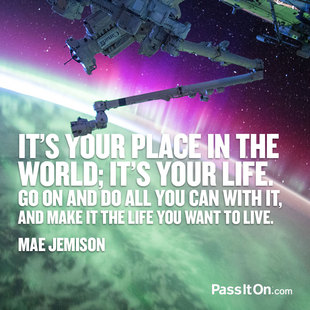 IT'S YOUR PLACE IN THE
WORLD; IT'S YOUR LIFE.
GO ON AND DO ALL YOU CAN WITH IT,
AND MAKE IT THE LIFE YOU WANT TO LIVE.
MAE JEMISON
PassItOn.com